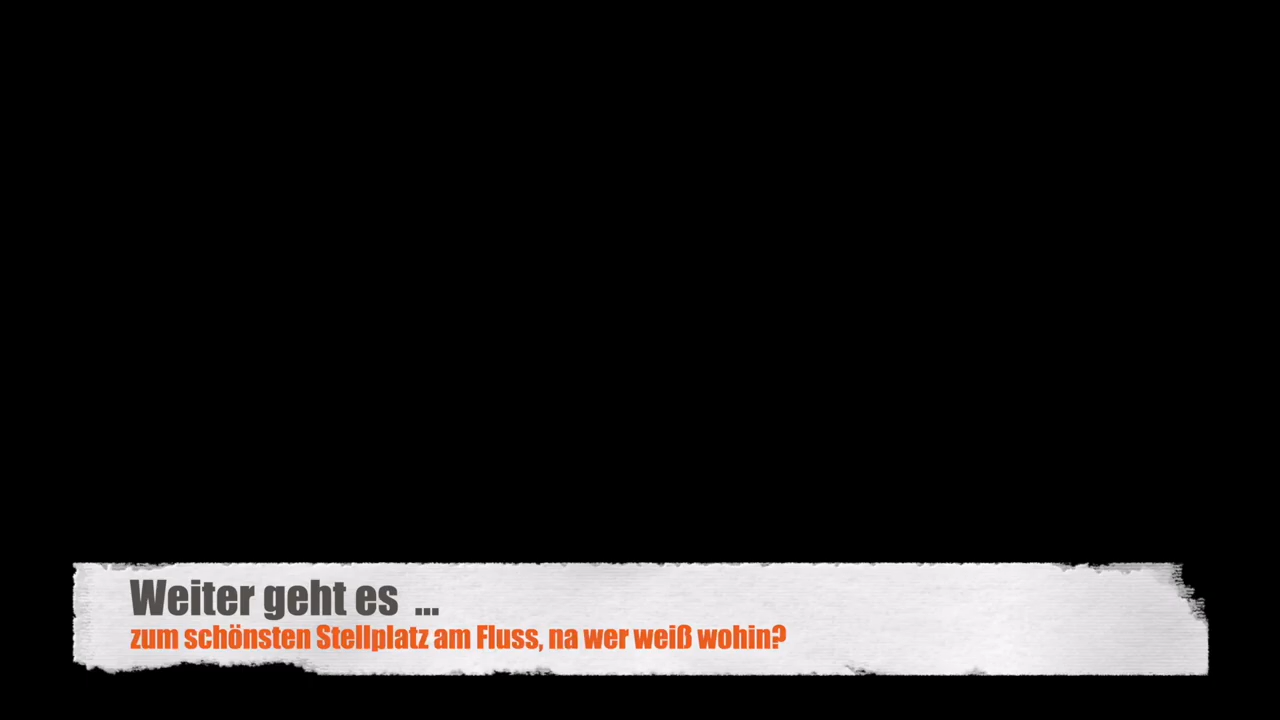 Weiter geht es ...
zum schönsten Stellplatz am Fluss, na wer weiß wohin?